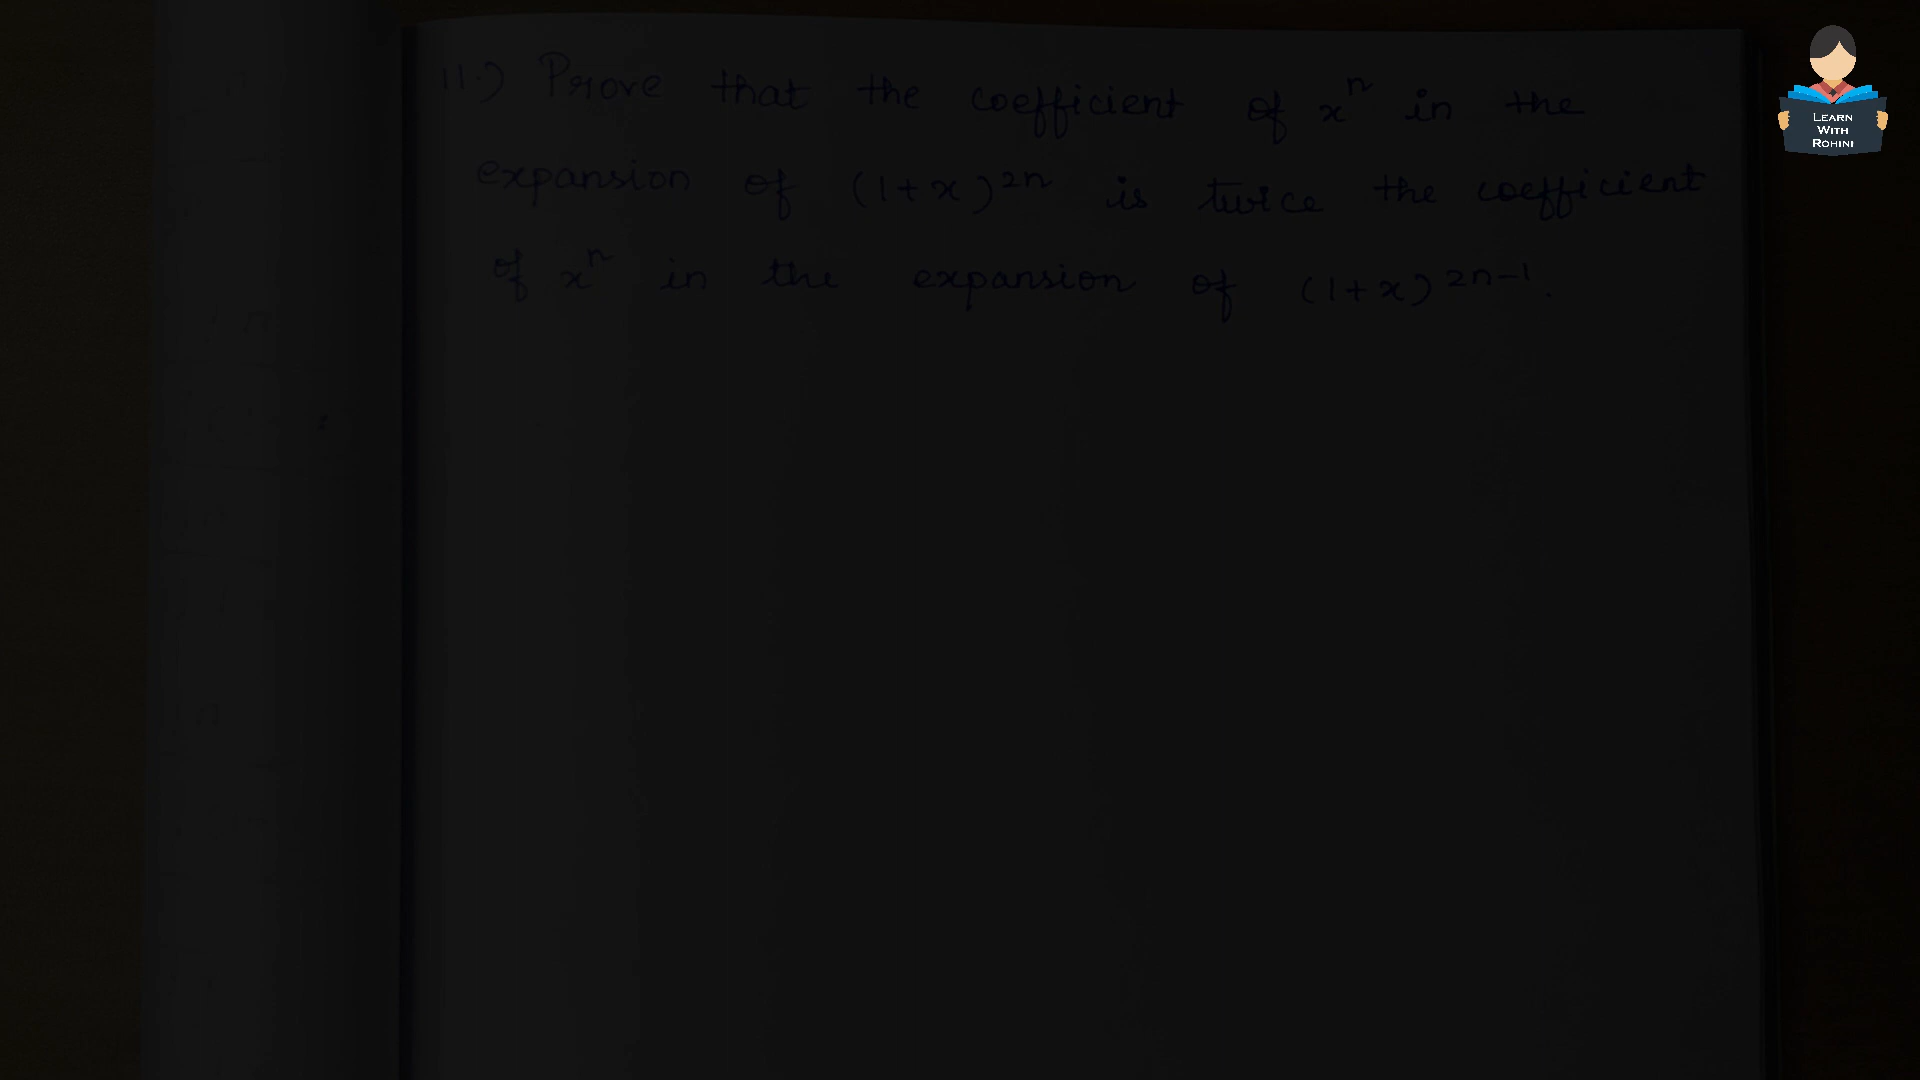 11.) Prove that the coefficient of xⁿ in the
expansion of (1+x)²ⁿ is twice the coefficient
of xⁿ in the expansion of (1+x)²ⁿ⁻¹.
LEARN
WITH
ROHINI